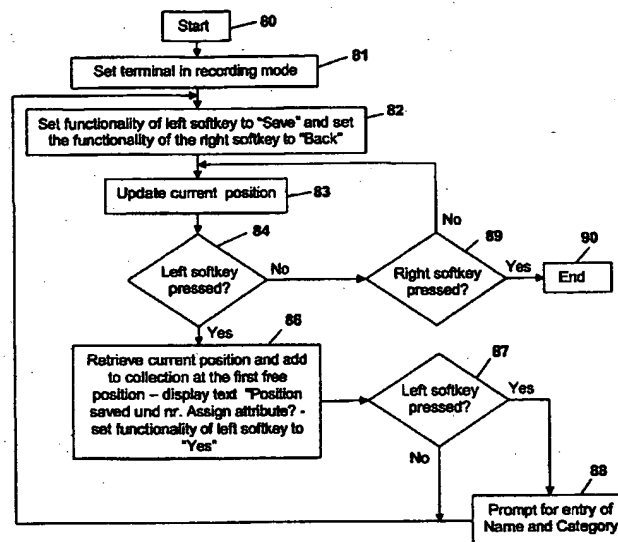 Start
80
Set terminal in recording mode
81
Set functionality of left softkey to "Save" and set
the functionality of the right softkey to "Back"
82
Update current position
83
No
84
Left softkey
pressed?
No
89
Right softkey
pressed?
Yes
90
End
Yes
86
Retrieve current position and add
to collection at the first free
position – display text "Position
saved und nr. Assign attribute? -
set functionality of left softkey to
"Yes"
87
Left softkey
pressed?
Yes
No
88
Prompt for entry of
Name and Category